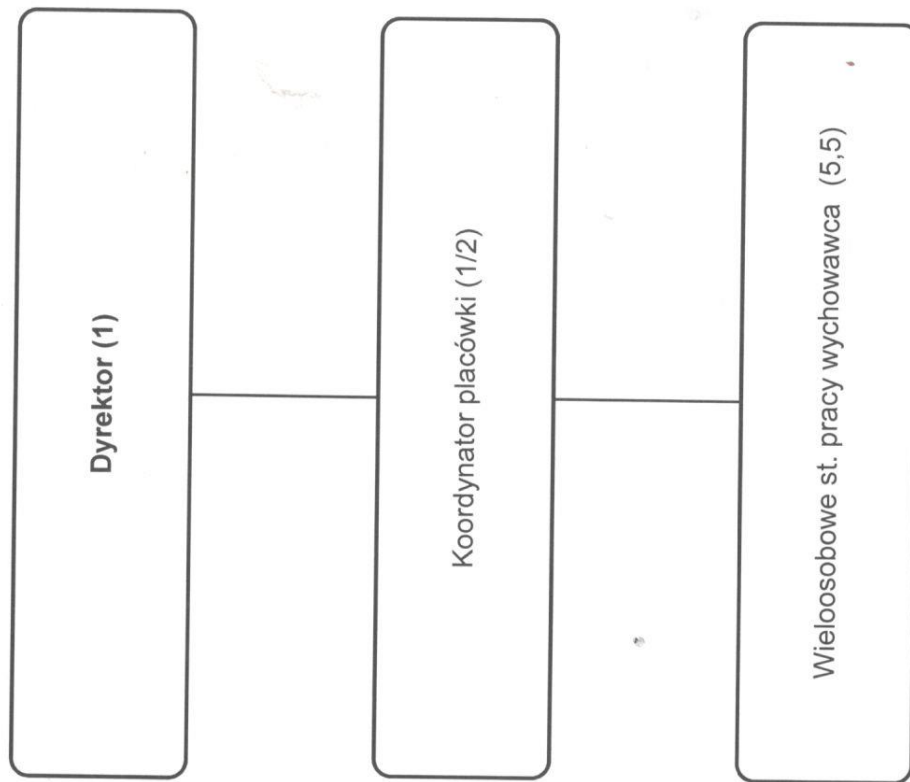 Dyrektor (1)
Koordynator placówki (1/2)
Wieloosobowe st. pracy wychowawca (5,5)